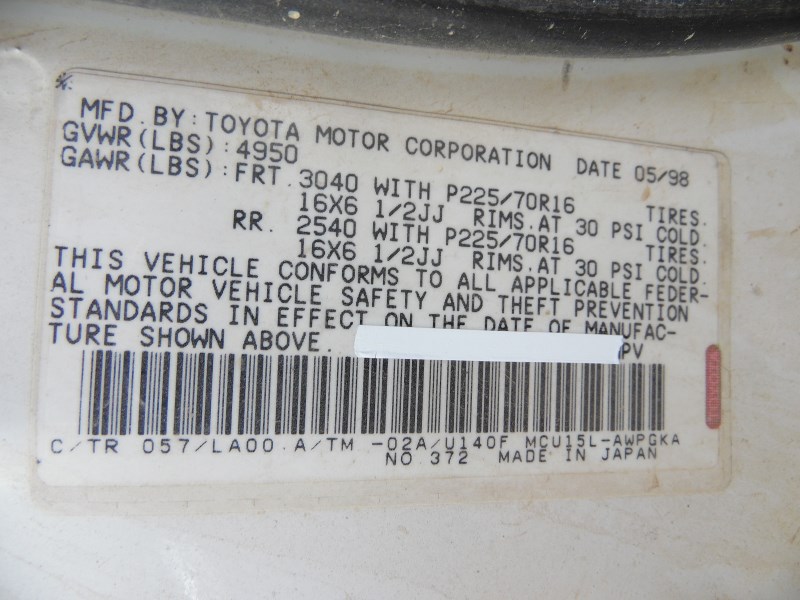 MFD. BY: TOYOTA MOTOR CORPORATION DATE 05/98
GVWR(LBS):4950
GAWR(LBS):FRT. 3040 WITH P225/70R16 TIRES.
16X6 1/2JJ RIMS.AT 30 PSI COLD.
RR. 2540 WITH P225/70R16 TIRES.
16X6 1/2JJ RIMS.AT 30 PSI COLD.
THIS VEHICLE CONFORMS TO ALL APPLICABLE FEDER-
AL MOTOR VEHICLE SAFETY AND THEFT PREVENTION
STANDARDS IN EFFECT ON THE DATE OF MANUFAC-
TURE SHOWN ABOVE. PV
C/TR 057/LA00 A/TM -02A/U140F MCU15L-AWPGKA
NO 372 MADE IN JAPAN